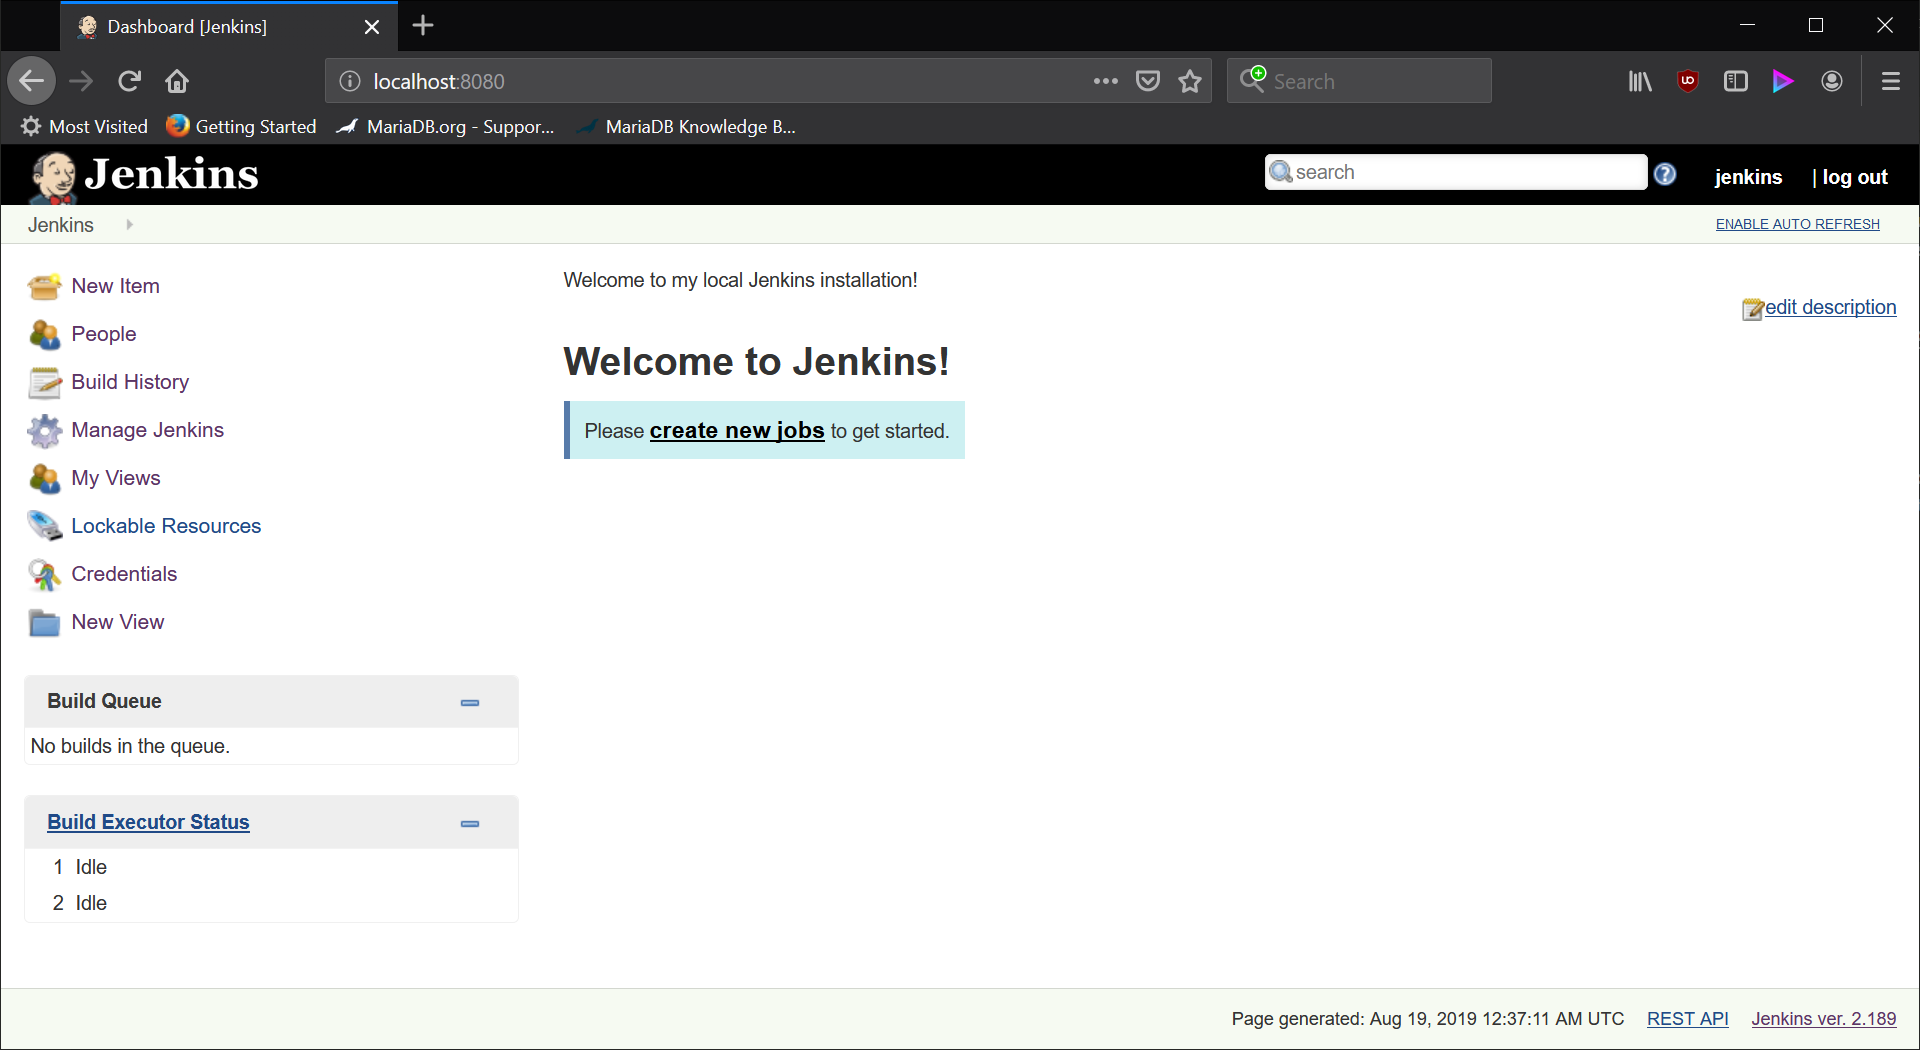 Dashboard [Jenkins]
localhost:8080
Search
Most Visited
Getting Started
MariaDB.org - Suppor...
MariaDB Knowledge B...
Jenkins
search
jenkins
| log out
Jenkins
ENABLE AUTO REFRESH
New Item
People
Build History
Manage Jenkins
My Views
Lockable Resources
Credentials
New View
Build Queue
No builds in the queue.
Build Executor Status
1 Idle
2 Idle
Welcome to my local Jenkins installation!
edit description
Welcome to Jenkins!
Please create new jobs to get started.
Page generated: Aug 19, 2019 12:37:11 AM UTC
REST API
Jenkins ver. 2.189